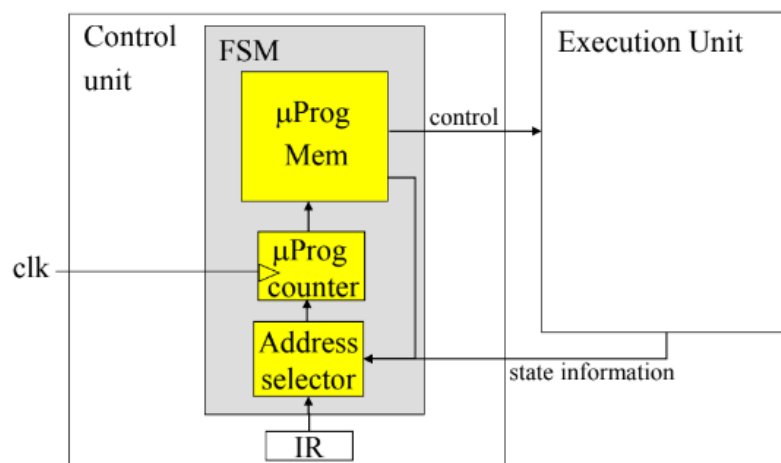 Control
unit
FSM
Execution Unit
μProg
Mem
control
μProg
counter
clk
Address
selector
state information
IR